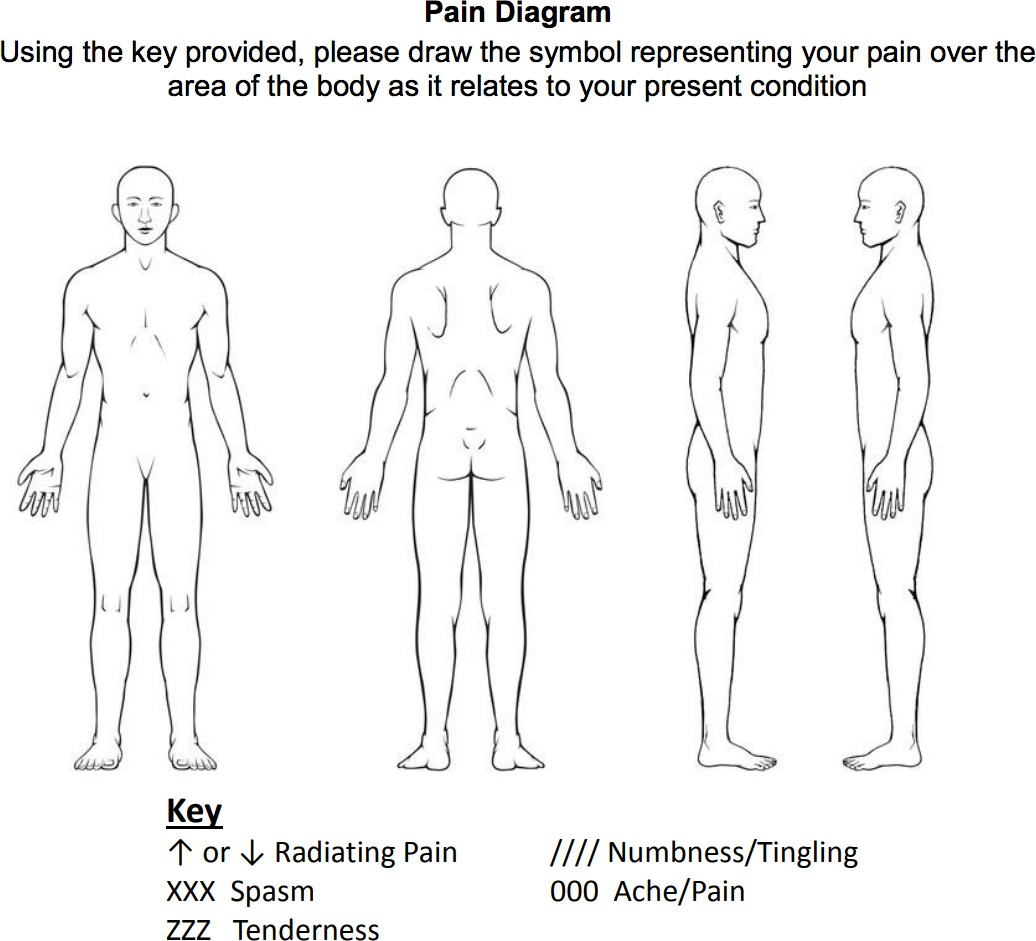 Pain Diagram
Using the key provided, please draw the symbol representing your pain over the
area of the body as it relates to your present condition
Key
↑ or ↓ Radiating Pain
//// Numbness/Tingling
XXX Spasm
000 Ache/Pain
ZZZ Tenderness